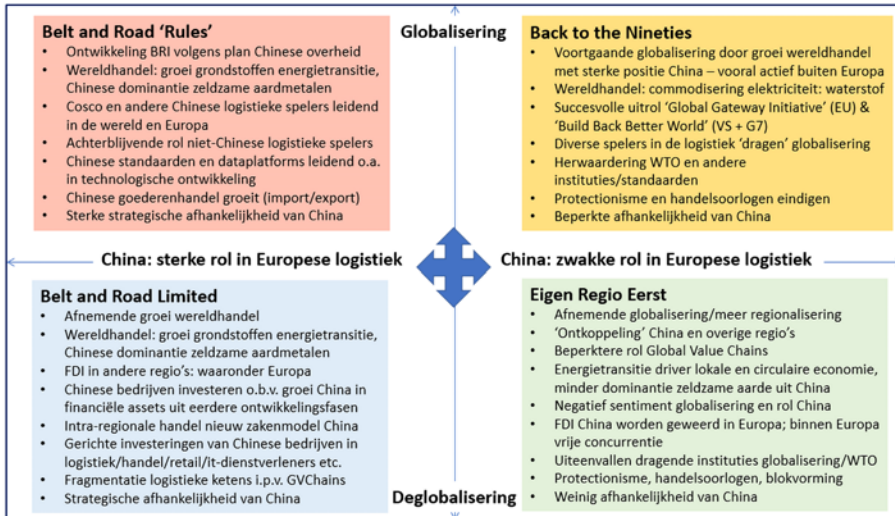 Belt and Road ‘Rules’
• Ontwikkeling BRI volgens plan Chinese overheid
• Wereldhandel: groei grondstoffen energietransitie,
Chinese dominantie zeldzame aardmetalen
• Cosco en andere Chinese logistieke spelers leidend
in de wereld en Europa
• Achterblijvende rol niet-Chinese logistieke spelers
• Chinese standaarden en dataplatforms leidend o.a.
in technologische ontwikkeling
• Chinese goederenhandel groeit (import/export)
• Sterke strategische afhankelijkheid van China
Globalisering
Back to the Nineties
• Voortgaande globalisering door groei wereldhandel
met sterke positie China – vooral actief buiten Europa
• Wereldhandel: commodisering elektriciteit: waterstof
• Succesvolle uitrol ‘Global Gateway Initiative’ (EU) &
‘Build Back Better World’ (VS + G7)
• Diverse spelers in de logistiek ‘dragen’ globalisering
• Herwaardering WTO en andere
instituties/standaarden
• Protectionisme en handelsoorlogen eindigen
• Beperkte afhankelijkheid van China
China: sterke rol in Europese logistiek
China: zwakke rol in Europese logistiek
Belt and Road Limited
• Afnemende groei wereldhandel
• Wereldhandel: groei grondstoffen energietransitie,
Chinese dominantie zeldzame aardmetalen
• FDI in andere regio’s: waaronder Europa
• Chinese bedrijven investeren o.b.v. groei China in
financiële assets uit eerdere ontwikkelingsfasen
• Intra-regionale handel nieuw zakenmodel China
• Gerichte investeringen van Chinese bedrijven in
logistiek/handel/retail/it-dienstverleners etc.
• Fragmentatie logistieke ketens i.p.v. GVChains
• Strategische afhankelijkheid van China
Deglobalisering
Eigen Regio Eerst
• Afnemende globalisering/meer regionalisering
• ‘Ontkoppeling’ China en overige regio’s
• Beperktere rol Global Value Chains
• Energietransitie driver lokale en circulaire economie,
minder dominantie zeldzame aarde uit China
• Negatief sentiment globalisering en rol China
• FDI China worden geweerd in Europa; binnen Europa
vrije concurrentie
• Uiteenvallen dragende instituties globalisering/WTO
• Protectionisme, handelsoorlogen, blokvorming
• Weinig afhankelijkheid van China